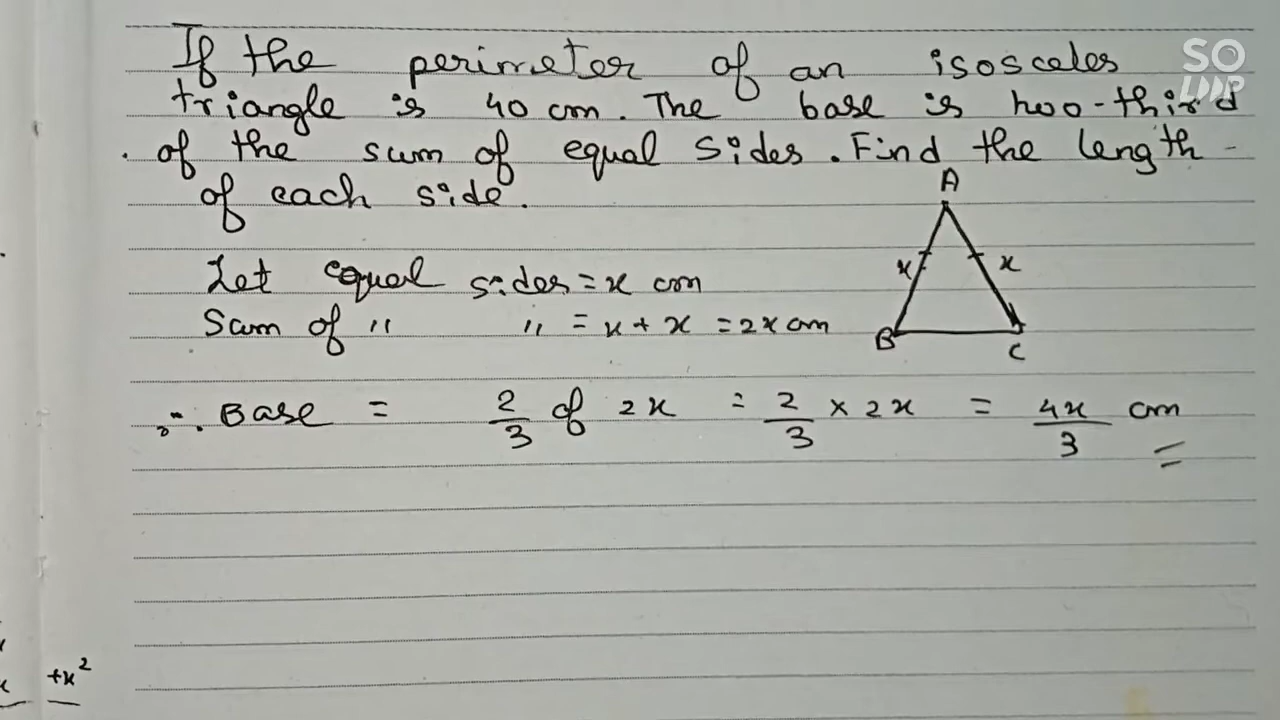 If the perimeter of an isosceles
triangle is 40 cm. The base is two-third
of the sum of equal sides. Find the length
of each side.
A
x x
B C
Let equal sides = x cm
Sum of " " = x + x = 2x cm
∴ Base = 2/3 of 2x = 2/3 × 2x = 4x/3 cm
+x²
SO
LOOP